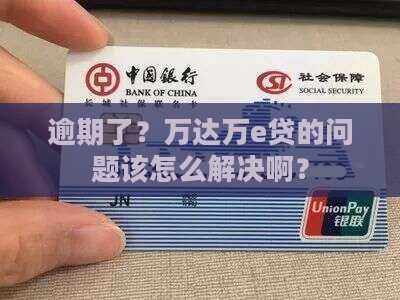 中国银行
BANK OF CHINA
社会保障
SOCIAL SECURITY
逾期了？万达万e贷的问
题该怎么解决啊？
JN
UnionPay
银联